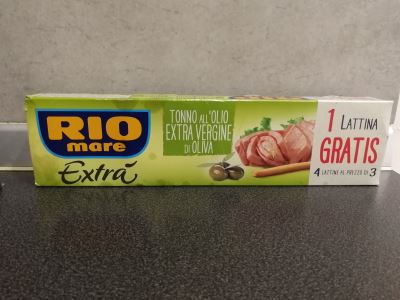 RIO
mare
Extra
TONNO ALL'OLIO
EXTRA VERGINE
DI OLIVA
1 LATTINA
GRATIS
4 LATTINE AL PREZZO DI 3